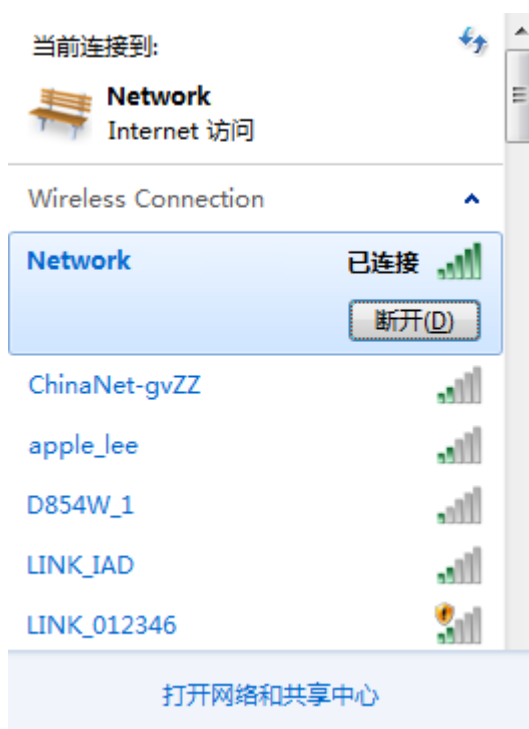 当前连接到:
Network
Internet 访问
Wireless Connection
Network 已连接
断开(D)
ChinaNet-gvZZ
apple_lee
D854W_1
LINK_IAD
LINK_012346
打开网络和共享中心